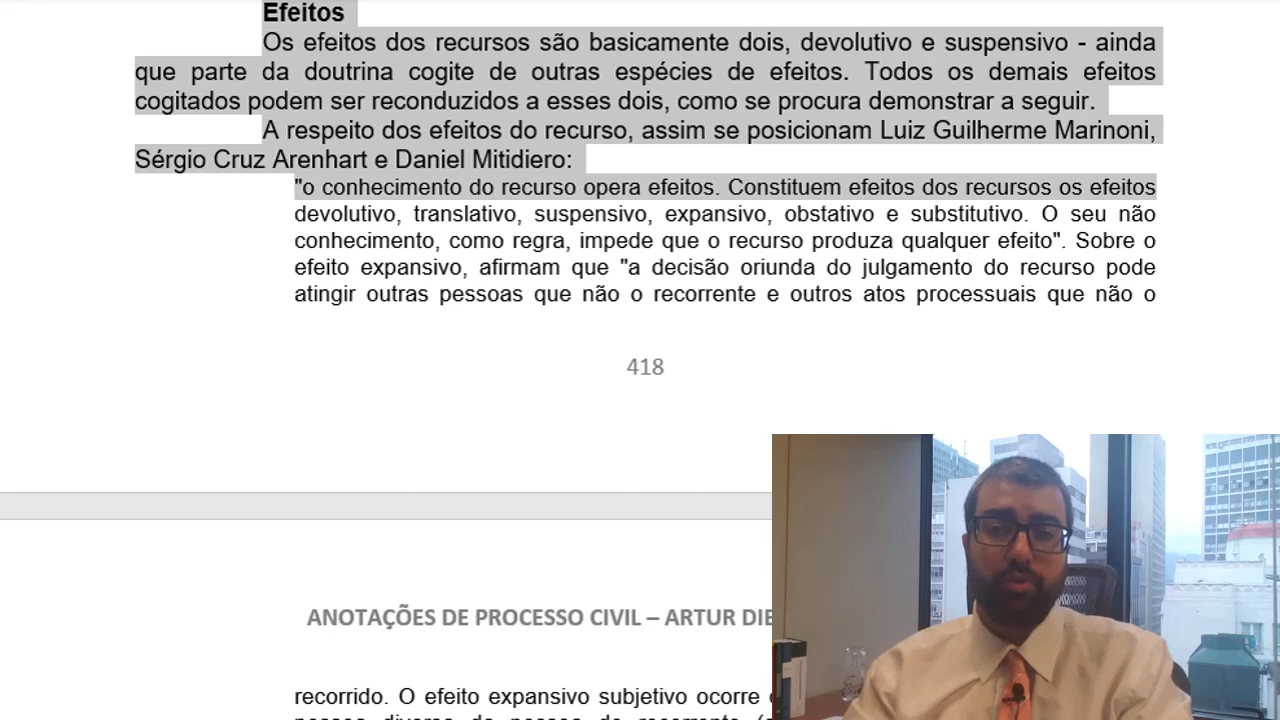 Efeitos
Os efeitos dos recursos são basicamente dois, devolutivo e suspensivo - ainda
que parte da doutrina cogite de outras espécies de efeitos. Todos os demais efeitos
cogitados podem ser reconduzidos a esses dois, como se procura demonstrar a seguir.
A respeito dos efeitos do recurso, assim se posicionam Luiz Guilherme Marinoni,
Sérgio Cruz Arenhart e Daniel Mitidiero:
"o conhecimento do recurso opera efeitos. Constituem efeitos dos recursos os efeitos
devolutivo, translativo, suspensivo, expansivo, obstativo e substitutivo. O seu não
conhecimento, como regra, impede que o recurso produza qualquer efeito". Sobre o
efeito expansivo, afirmam que "a decisão oriunda do julgamento do recurso pode
atingir outras pessoas que não o recorrente e outros atos processuais que não o
418
ANOTAÇÕES DE PROCESSO CIVIL – ARTUR DIE
recorrido. O efeito expansivo subjetivo ocorre